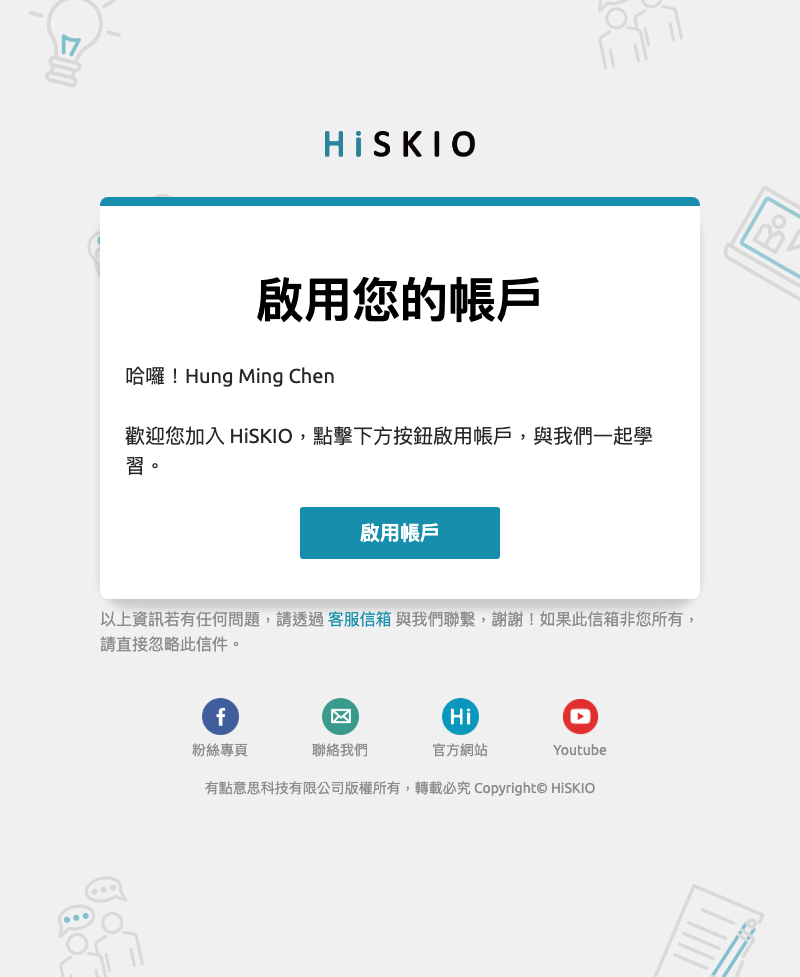 HiSKIO
啟用您的帳戶
哈囉！Hung Ming Chen
歡迎您加入 HiSKIO，點擊下方按鈕啟用帳戶，與我們一起學
習。
啟用帳戶
以上資訊若有任何問題，請透過 客服信箱 與我們聯繫，謝謝！如果此信箱非您所有，
請直接忽略此信件。
f
Hi
粉絲專頁
聯絡我們
官方網站
Youtube
有點意思科技有限公司版權所有，轉載必究 Copyright© HiSKIO